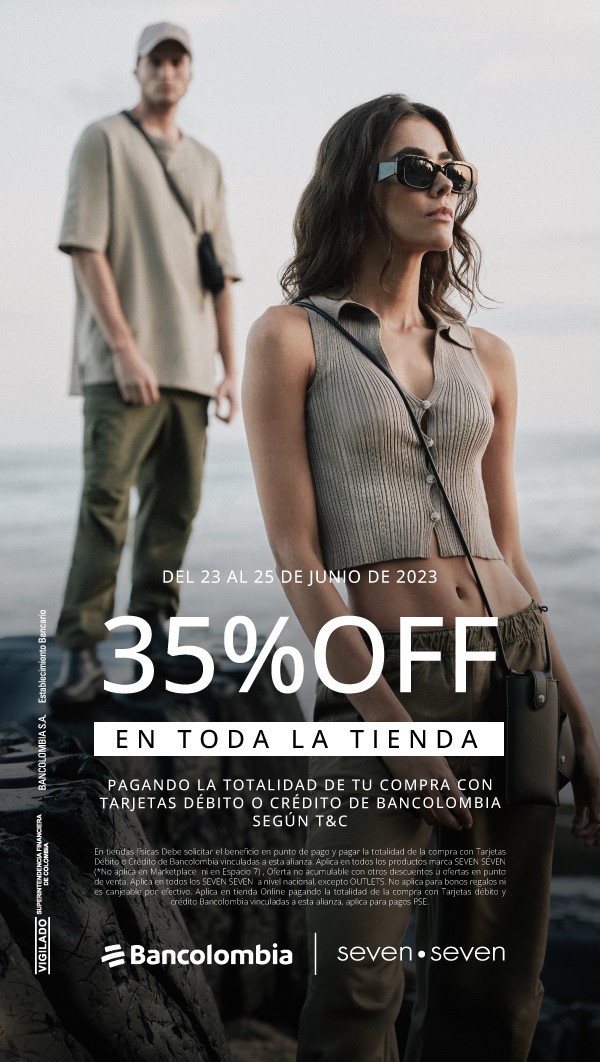 DEL 23 AL 25 DE JUNIO DE 2023
35%OFF
EN TODA LA TIENDA
PAGANDO LA TOTALIDAD DE TU COMPRA CON
TARJETAS DÉBITO O CRÉDITO DE BANCOLOMBIA
SEGÚN T&C
En tiendas físicas Debe solicitar el beneficio en punto de pago y pagar la totalidad de la compra con Tarjetas
Débito o Crédito de Bancolombia vinculadas a esta alianza. Aplica en todos los productos marca SEVEN SEVEN
(*No aplica en Marketplace ni en Espacio 7) , Oferta no acumulable con otros descuentos u ofertas en punto
de venta. Aplica en todos los SEVEN SEVEN a nivel nacional, excepto OUTLETS. No aplica para bonos regalos ni
es canjeable por efectivo. Aplica en tienda Online pagando la totalidad de la compra con Tarjetas débito y
crédito Bancolombia vinculadas a esta alianza, aplica para pagos PSE.
VIGILADO
SUPERINTENDENCIA FINANCIERA
DE COLOMBIA
BANCOLOMBIA S.A. Establecimiento Bancario
Bancolombia
seven•seven